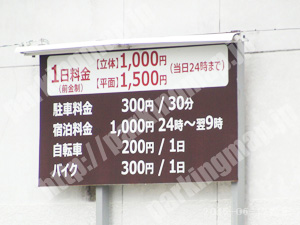 1日料金 【立体】1,000円 (当日24時まで)
(前金制) 【平面】1,500円
駐車料金 300円 / 30分
宿泊料金 1,000円 24時〜翌9時
自転車 200円 / 1日
バイク 300円 / 1日